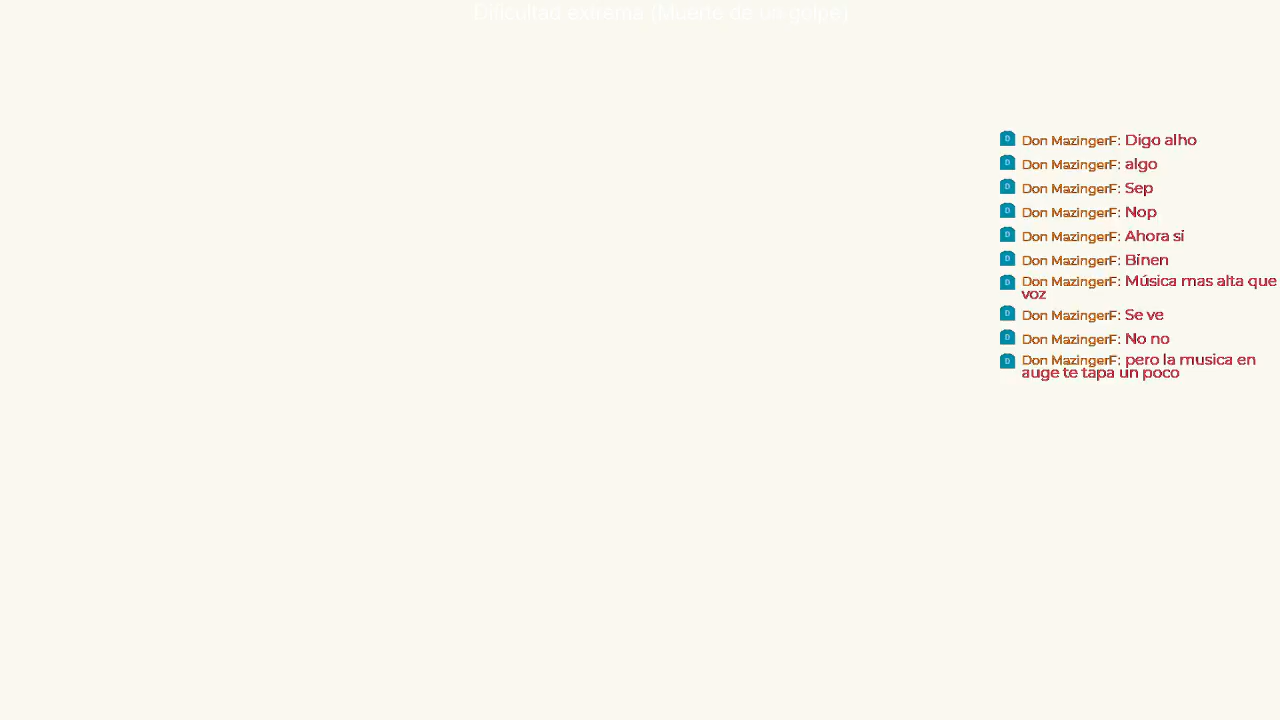 Dificultad extrema (Muerte de un golpe)
D Don MazingerF: Digo alho
D Don MazingerF: algo
D Don MazingerF: Sep
D Don MazingerF: Nop
D Don MazingerF: Ahora si
D Don MazingerF: Binen
D Don MazingerF: Música mas alta que
voz
D Don MazingerF: Se ve
D Don MazingerF: No no
D Don MazingerF: pero la musica en
auge te tapa un poco